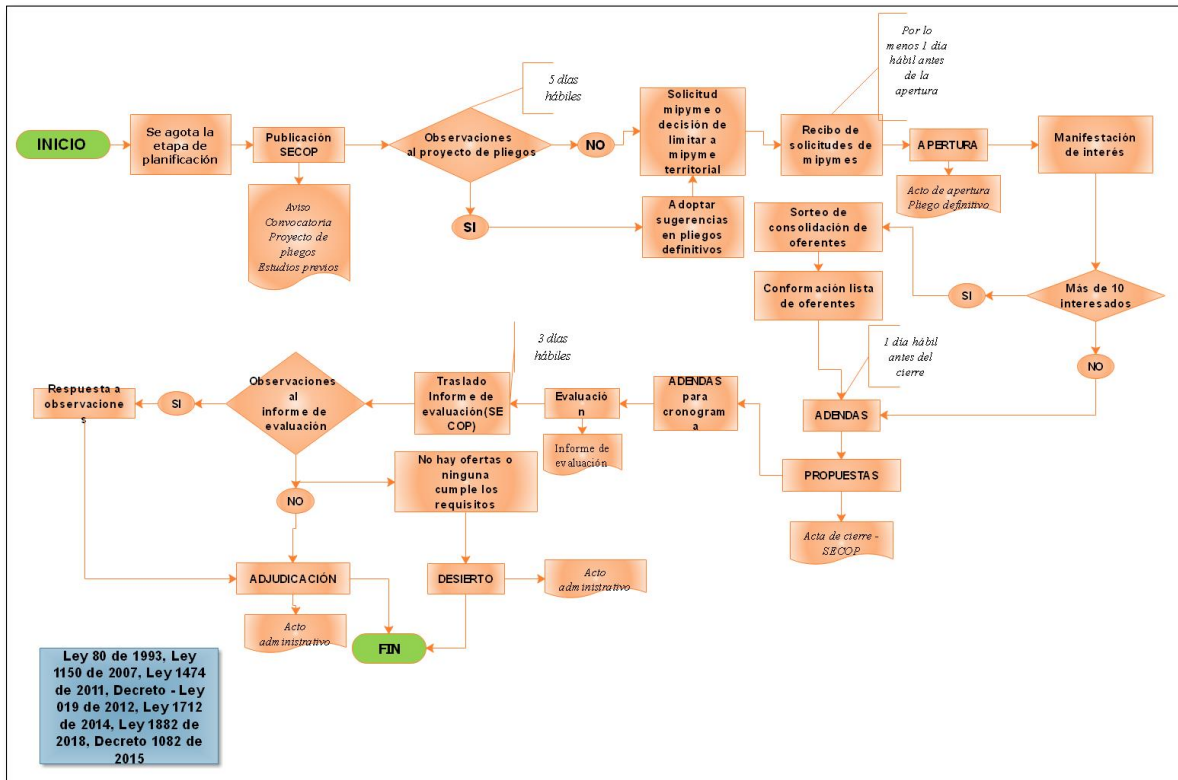 Por lo
menos 1 día
hábil antes
de la
apertura
5 días
hábiles
INICIO
Se agota la
etapa de
planificación
Publicación
SECOP
Observaciones
al proyecto de pliegos
NO
Solicitud
mipyme o
decisión de
limitar a
mipyme
territorial
Recibo de
solicitudes de
mipymes
APERTURA
Manifestación
de interés
Aviso
Convocatoria
Proyecto de
pliegos
Estudios previos
SI
Adoptar
sugerencias
en pliegos
definitivos
Acto de apertura
Pliego definitivo
Sorteo de
consolidación de
oferentes
Conformación lista
de oferentes
SI
Más de 10
interesados
NO
1 día hábil
antes del
cierre
3 días
hábiles
Respuesta a
observacione
s
SI
Observaciones
al
informe de
evaluación
Traslado
Informe de
evaluación(SE
COP)
Evaluació
n
ADENDAS
para
cronogram
a
ADENDAS
Informe de
evaluación
PROPUESTAS
No hay ofertas o
ninguna
cumple los
requisitos
NO
Acta de cierre -
SECOP
ADJUDICACIÓN
DESIERTO
Acto
administrativo
Acto
administrativo
FIN
Ley 80 de 1993, Ley
1150 de 2007, Ley 1474
de 2011, Decreto - Ley
019 de 2012, Ley 1712
de 2014, Ley 1882 de
2018, Decreto 1082 de
2015